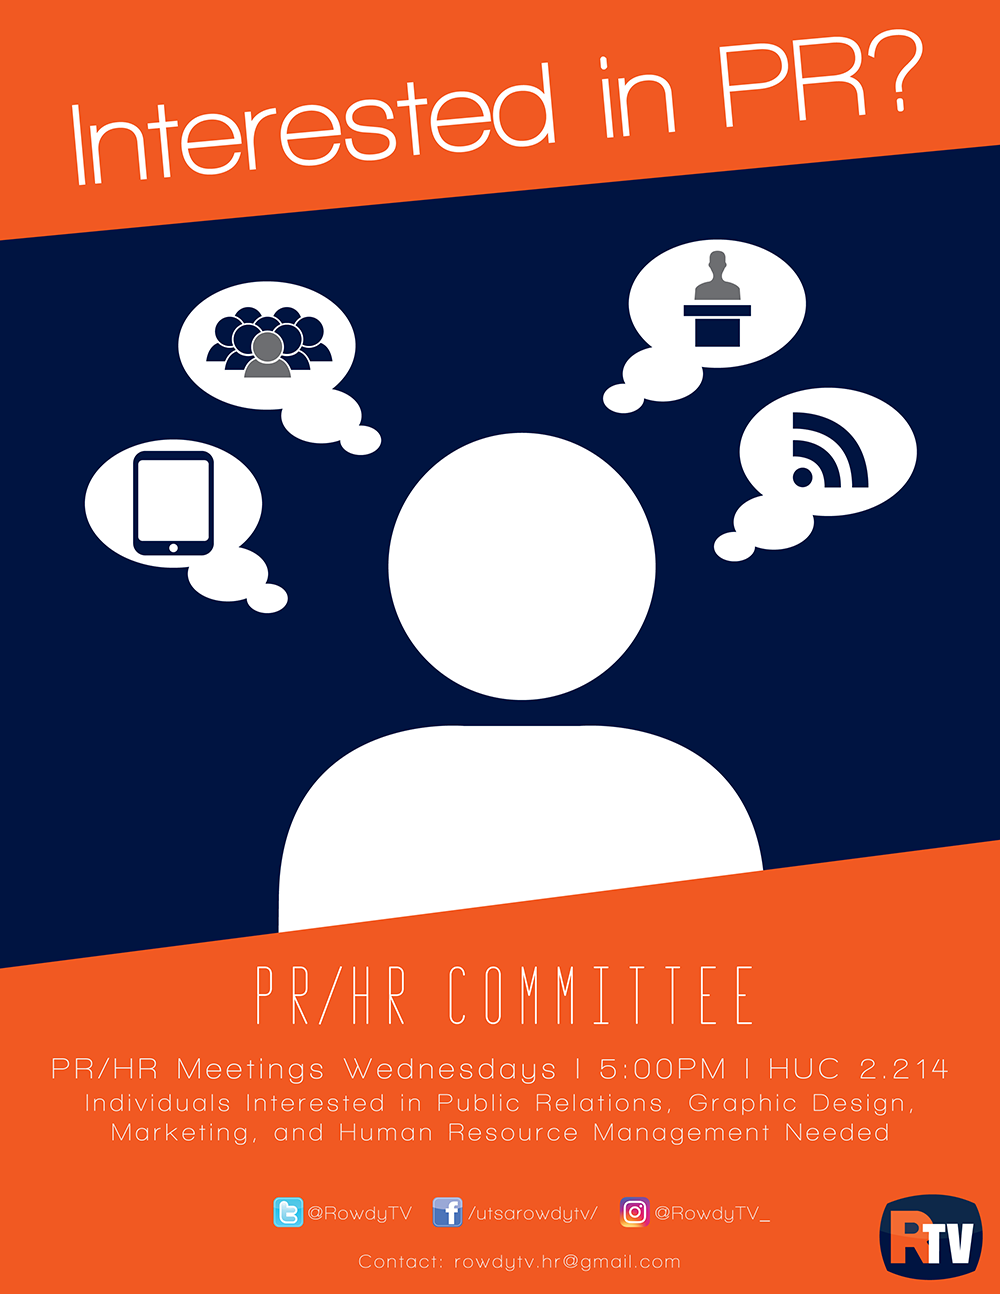 Interested in PR?
PR/HR COMMITTEE
PR/HR Meetings Wednesdays | 5:00PM | HUC 2.214
Individuals Interested in Public Relations, Graphic Design,
Marketing, and Human Resource Management Needed
@RowdyTV /utsarowdytv/ @RowdyTV_
Contact: rowdytv.hr@gmail.com
RTV